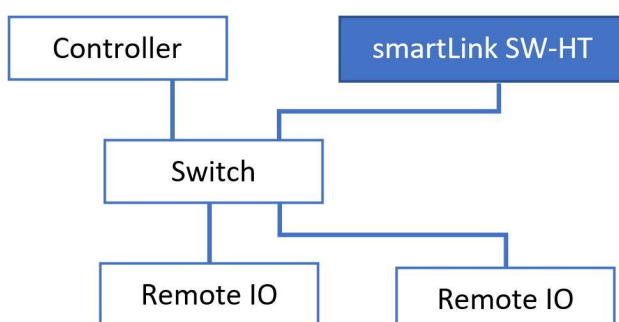 Controller
smartLink SW-HT
Switch
Remote IO
Remote IO